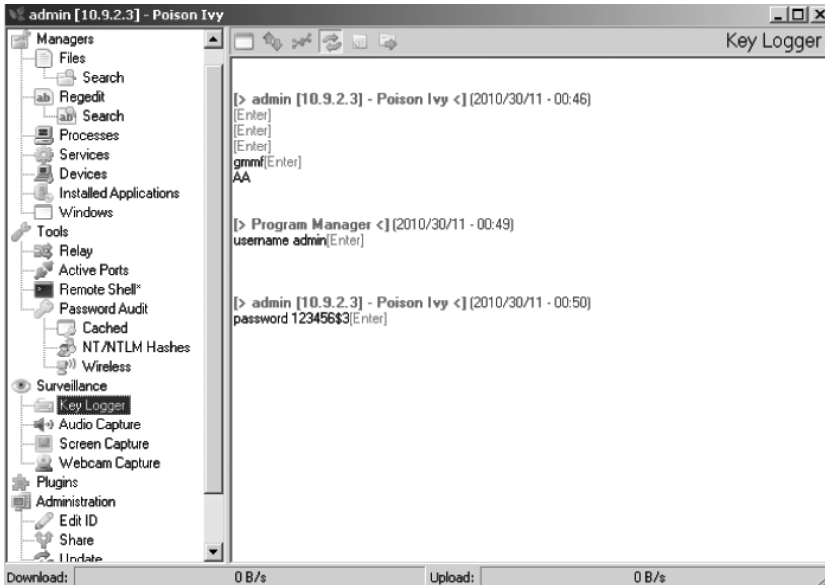 admin [10.9.2.3] - Poison Ivy
Managers
Files
Search
Regedit
Search
Processes
Services
Devices
Installed Applications
Windows
Tools
Relay
Active Ports
Remote Shell*
Password Audit
Cached
NT/NTLM Hashes
Wireless
Surveillance
Key Logger
Audio Capture
Screen Capture
Webcam Capture
Plugins
Administration
Edit ID
Share
Update
Key Logger
[> admin [10.9.2.3] - Poison Ivy <] (2010/30/11 - 00:46)
[Enter]
[Enter]
[Enter]
gmmf[Enter]
AA
[> Program Manager <] (2010/30/11 - 00:49)
username admin[Enter]
[> admin [10.9.2.3] - Poison Ivy <] (2010/30/11 - 00:50)
password 123456$3[Enter]
Download: 0 B/s Upload: 0 B/s